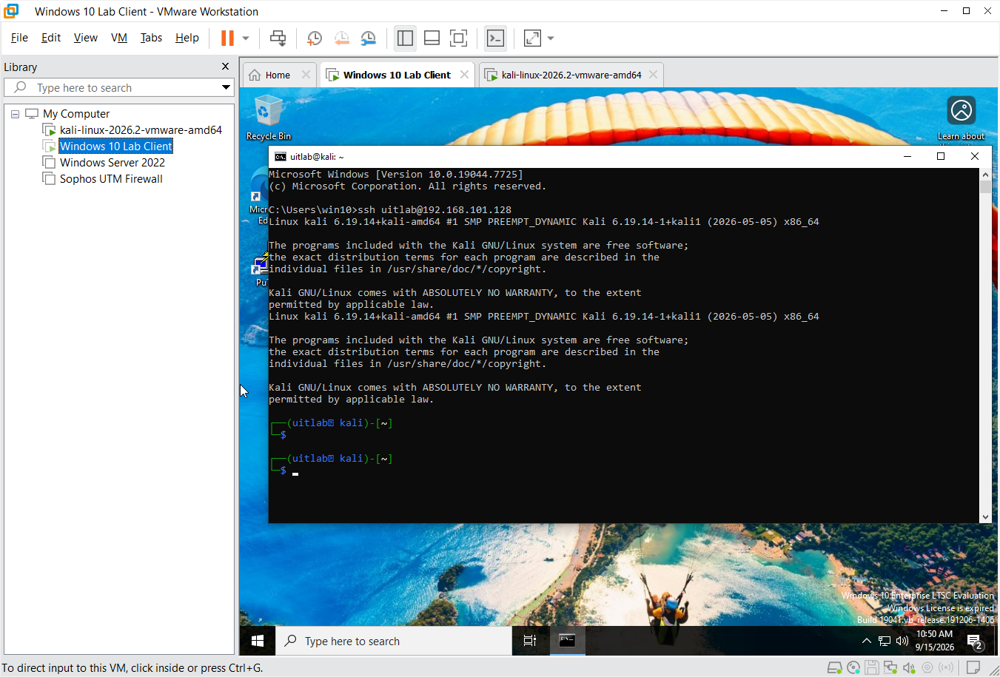 Windows 10 Lab Client - VMware Workstation
File Edit View VM Tabs Help
Library
Type here to search
My Computer
kali-linux-2026.2-vmware-amd64
Windows 10 Lab Client
Windows Server 2022
Sophos UTM Firewall
Home
Windows 10 Lab Client
kali-linux-2026.2-vmware-amd64
Recycle Bin
Learn about
Micr
Ed
Pu
uitlab@kali: ~
Microsoft Windows [Version 10.0.19044.7725]
(c) Microsoft Corporation. All rights reserved.
C:\Users\win10>ssh uitlab@192.168.101.128
Linux kali 6.19.14+kali-amd64 #1 SMP PREEMPT_DYNAMIC Kali 6.19.14-1+kali1 (2026-05-05) x86_64
The programs included with the Kali GNU/Linux system are free software;
the exact distribution terms for each program are described in the
individual files in /usr/share/doc/*/copyright.
Kali GNU/Linux comes with ABSOLUTELY NO WARRANTY, to the extent
permitted by applicable law.
Linux kali 6.19.14+kali-amd64 #1 SMP PREEMPT_DYNAMIC Kali 6.19.14-1+kali1 (2026-05-05) x86_64
The programs included with the Kali GNU/Linux system are free software;
the exact distribution terms for each program are described in the
individual files in /usr/share/doc/*/copyright.
Kali GNU/Linux comes with ABSOLUTELY NO WARRANTY, to the extent
permitted by applicable law.
┌──(uitlab㉿ kali)-[~]
└─$
┌──(uitlab㉿ kali)-[~]
└─$
Windows 10 Enterprise LTSC Evaluation
Windows License is expired
Build 19041.vb_release.191206-1406
Type here to search
10:50 AM
9/15/2026
2
To direct input to this VM, click inside or press Ctrl+G.